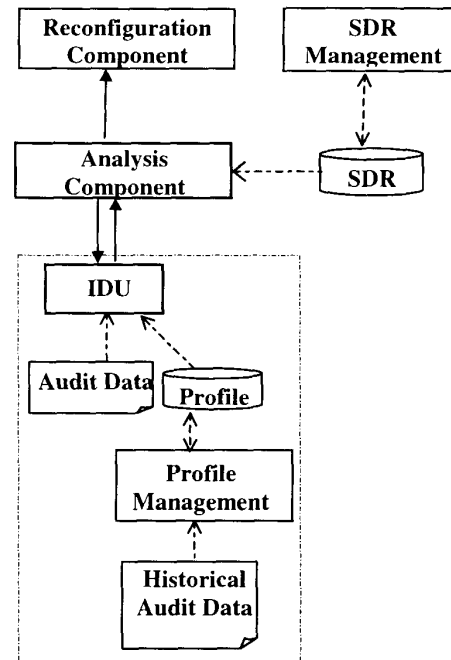 Reconfiguration
Component
SDR
Management
Analysis
Component
SDR
IDU
Audit Data
Profile
Profile
Management
Historical
Audit Data